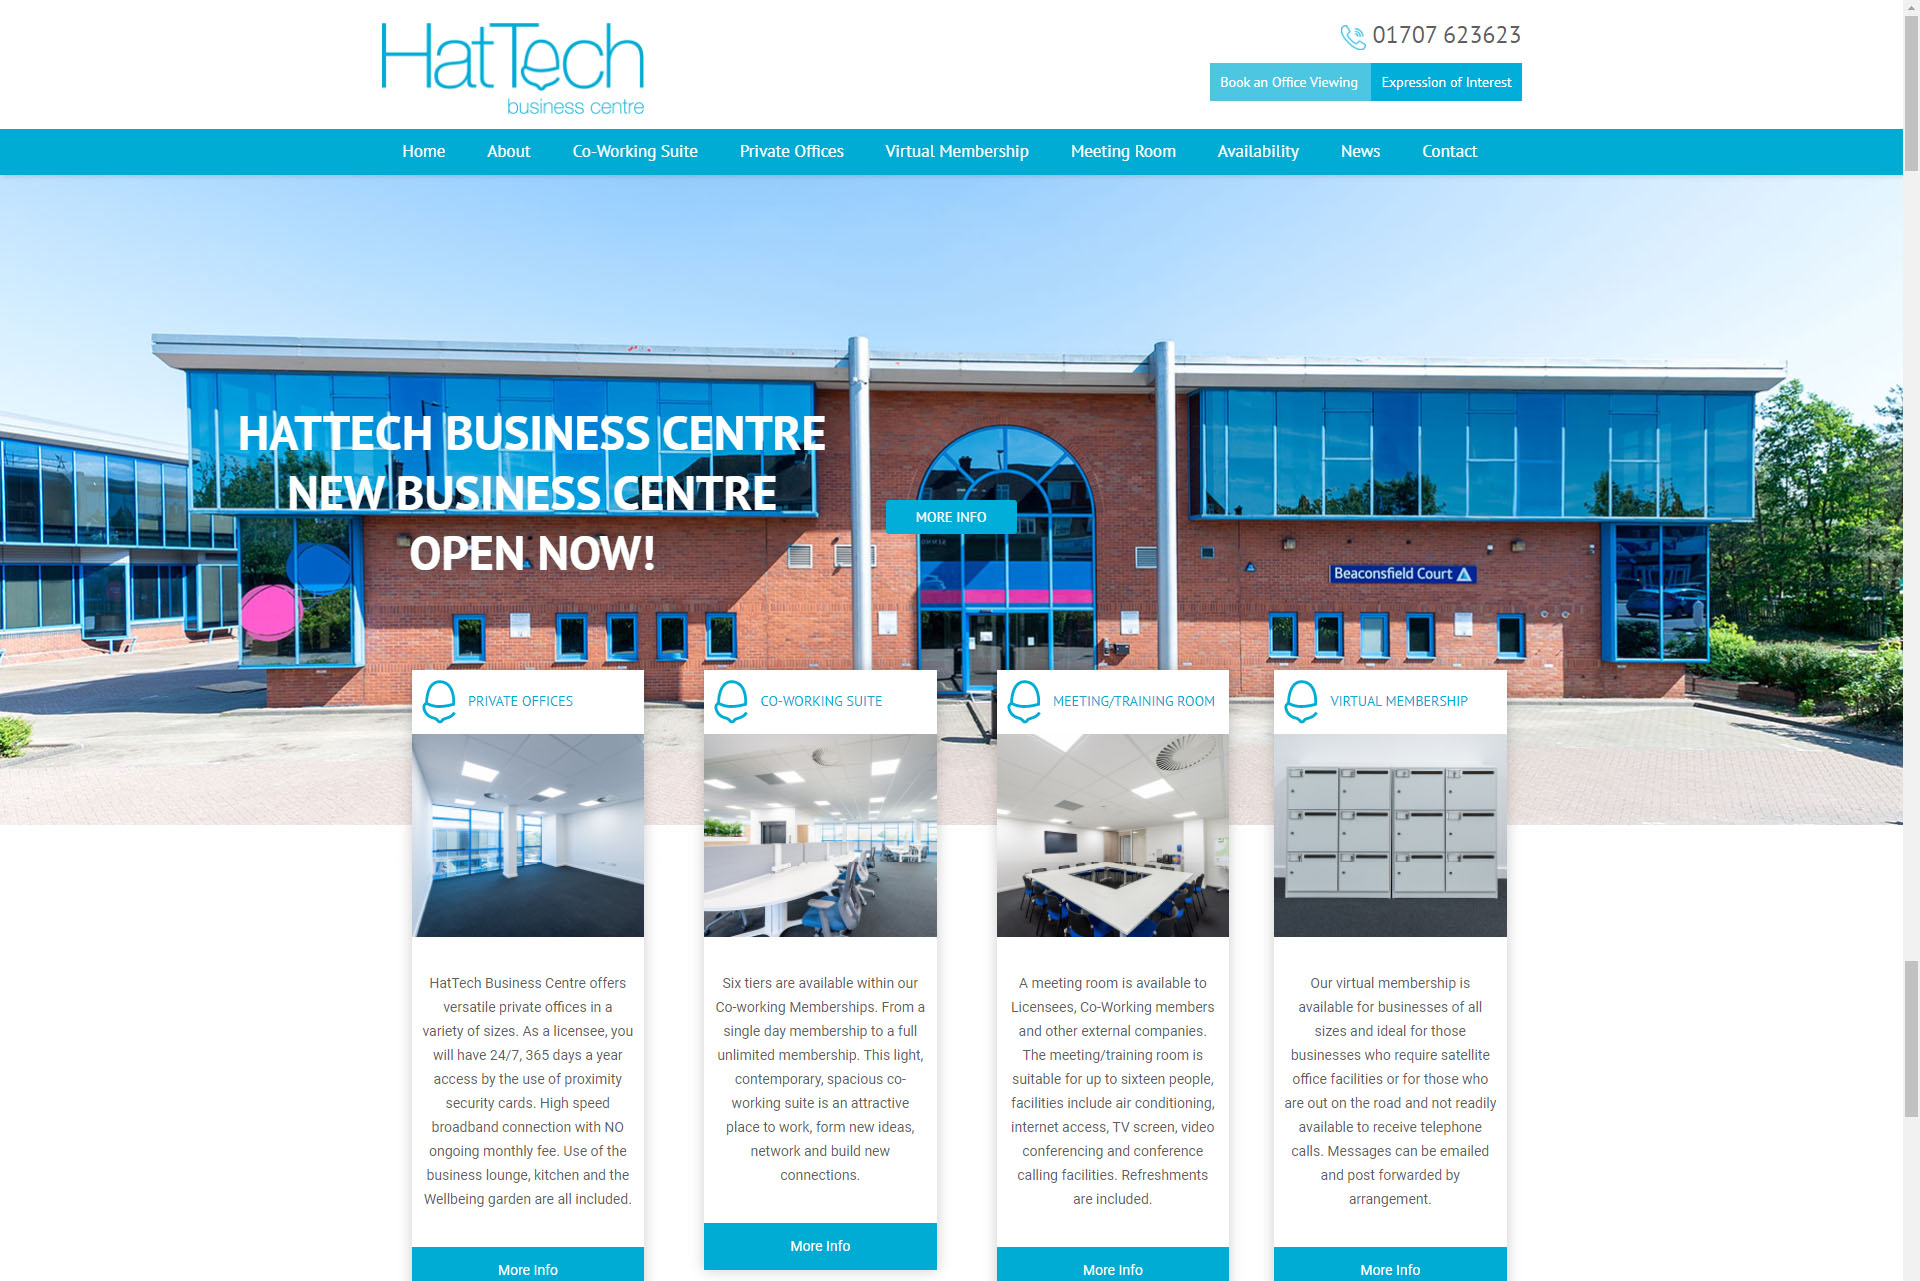 HatTech
business centre
01707 623623
Book an Office Viewing
Expression of Interest
Home
About
Co-Working Suite
Private Offices
Virtual Membership
Meeting Room
Availability
News
Contact
HATTECH BUSINESS CENTRE
NEW BUSINESS CENTRE
OPEN NOW!
MORE INFO
Beaconsfield Court
PRIVATE OFFICES
HatTech Business Centre offers
versatile private offices in a
variety of sizes. As a licensee, you
will have 24/7, 365 days a year
access by the use of proximity
security cards. High speed
broadband connection with NO
ongoing monthly fee. Use of the
business lounge, kitchen and the
Wellbeing garden are all included.
More Info
CO-WORKING SUITE
Six tiers are available within our
Co-working Memberships. From a
single day membership to a full
unlimited membership. This light,
contemporary, spacious co-
working suite is an attractive
place to work, form new ideas,
network and build new
connections.
More Info
MEETING/TRAINING ROOM
A meeting room is available to
Licensees, Co-Working members
and other external companies.
The meeting/training room is
suitable for up to sixteen people,
facilities include air conditioning,
internet access, TV screen, video
conferencing and conference
calling facilities. Refreshments
are included.
More Info
VIRTUAL MEMBERSHIP
Our virtual membership is
available for businesses of all
sizes and ideal for those
businesses who require satellite
office facilities or for those who
are out on the road and not readily
available to receive telephone
calls. Messages can be emailed
and post forwarded by
arrangement.
More Info